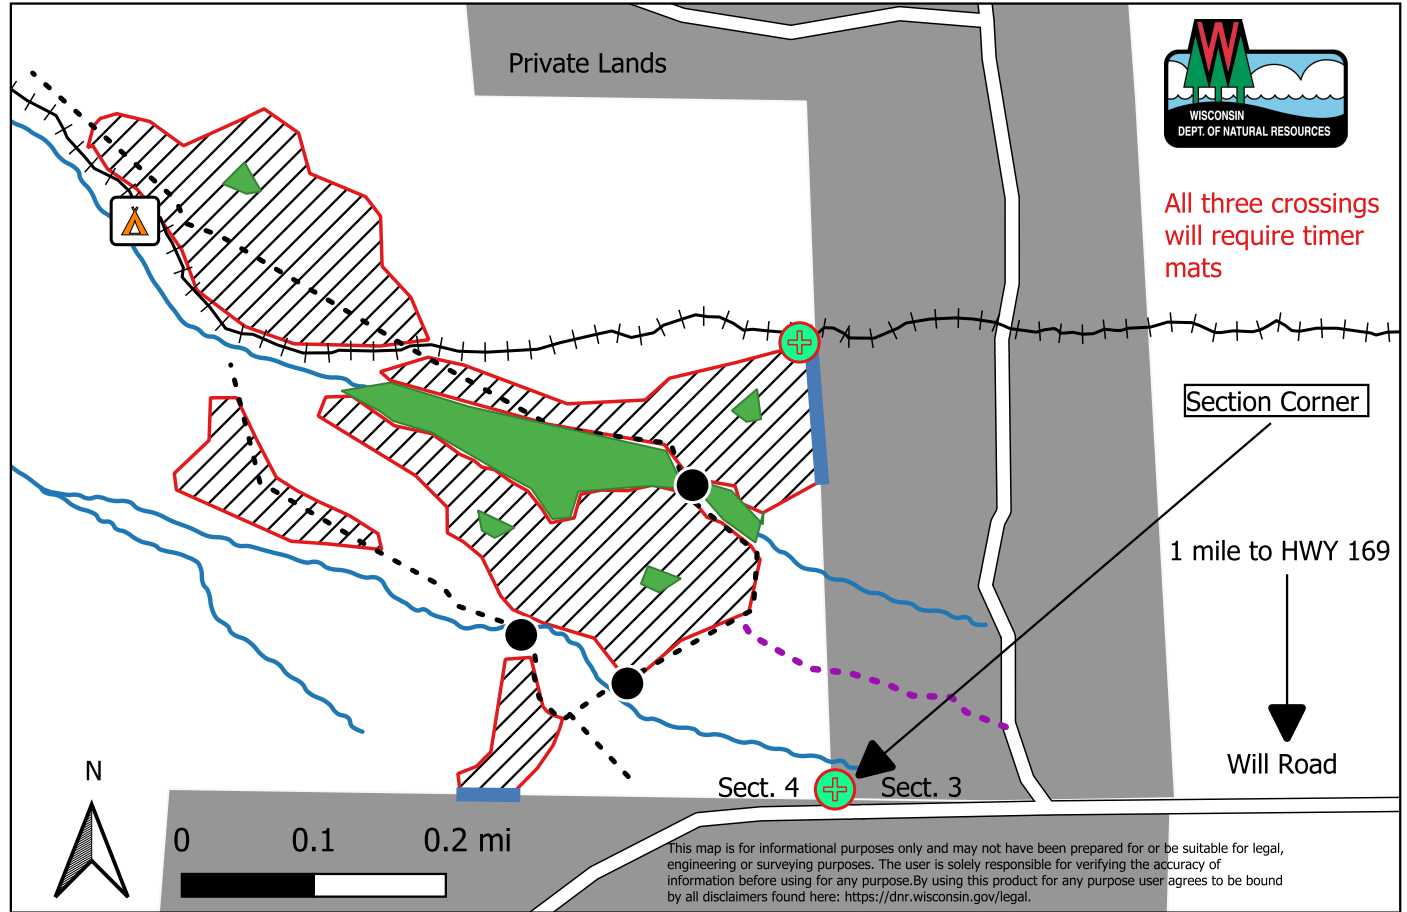 Private Lands
WISCONSIN
DEPT. OF NATURAL RESOURCES
All three crossings
will require timer
mats
Section Corner
1 mile to HWY 169
Will Road
Sect. 4
Sect. 3
N
0 0.1 0.2 mi
This map is for informational purposes only and may not have been prepared for or be suitable for legal,
engineering or surveying purposes. The user is solely responsible for verifying the accuracy of
information before using for any purpose.By using this product for any purpose user agrees to be bound
by all disclaimers found here: https://dnr.wisconsin.gov/legal.